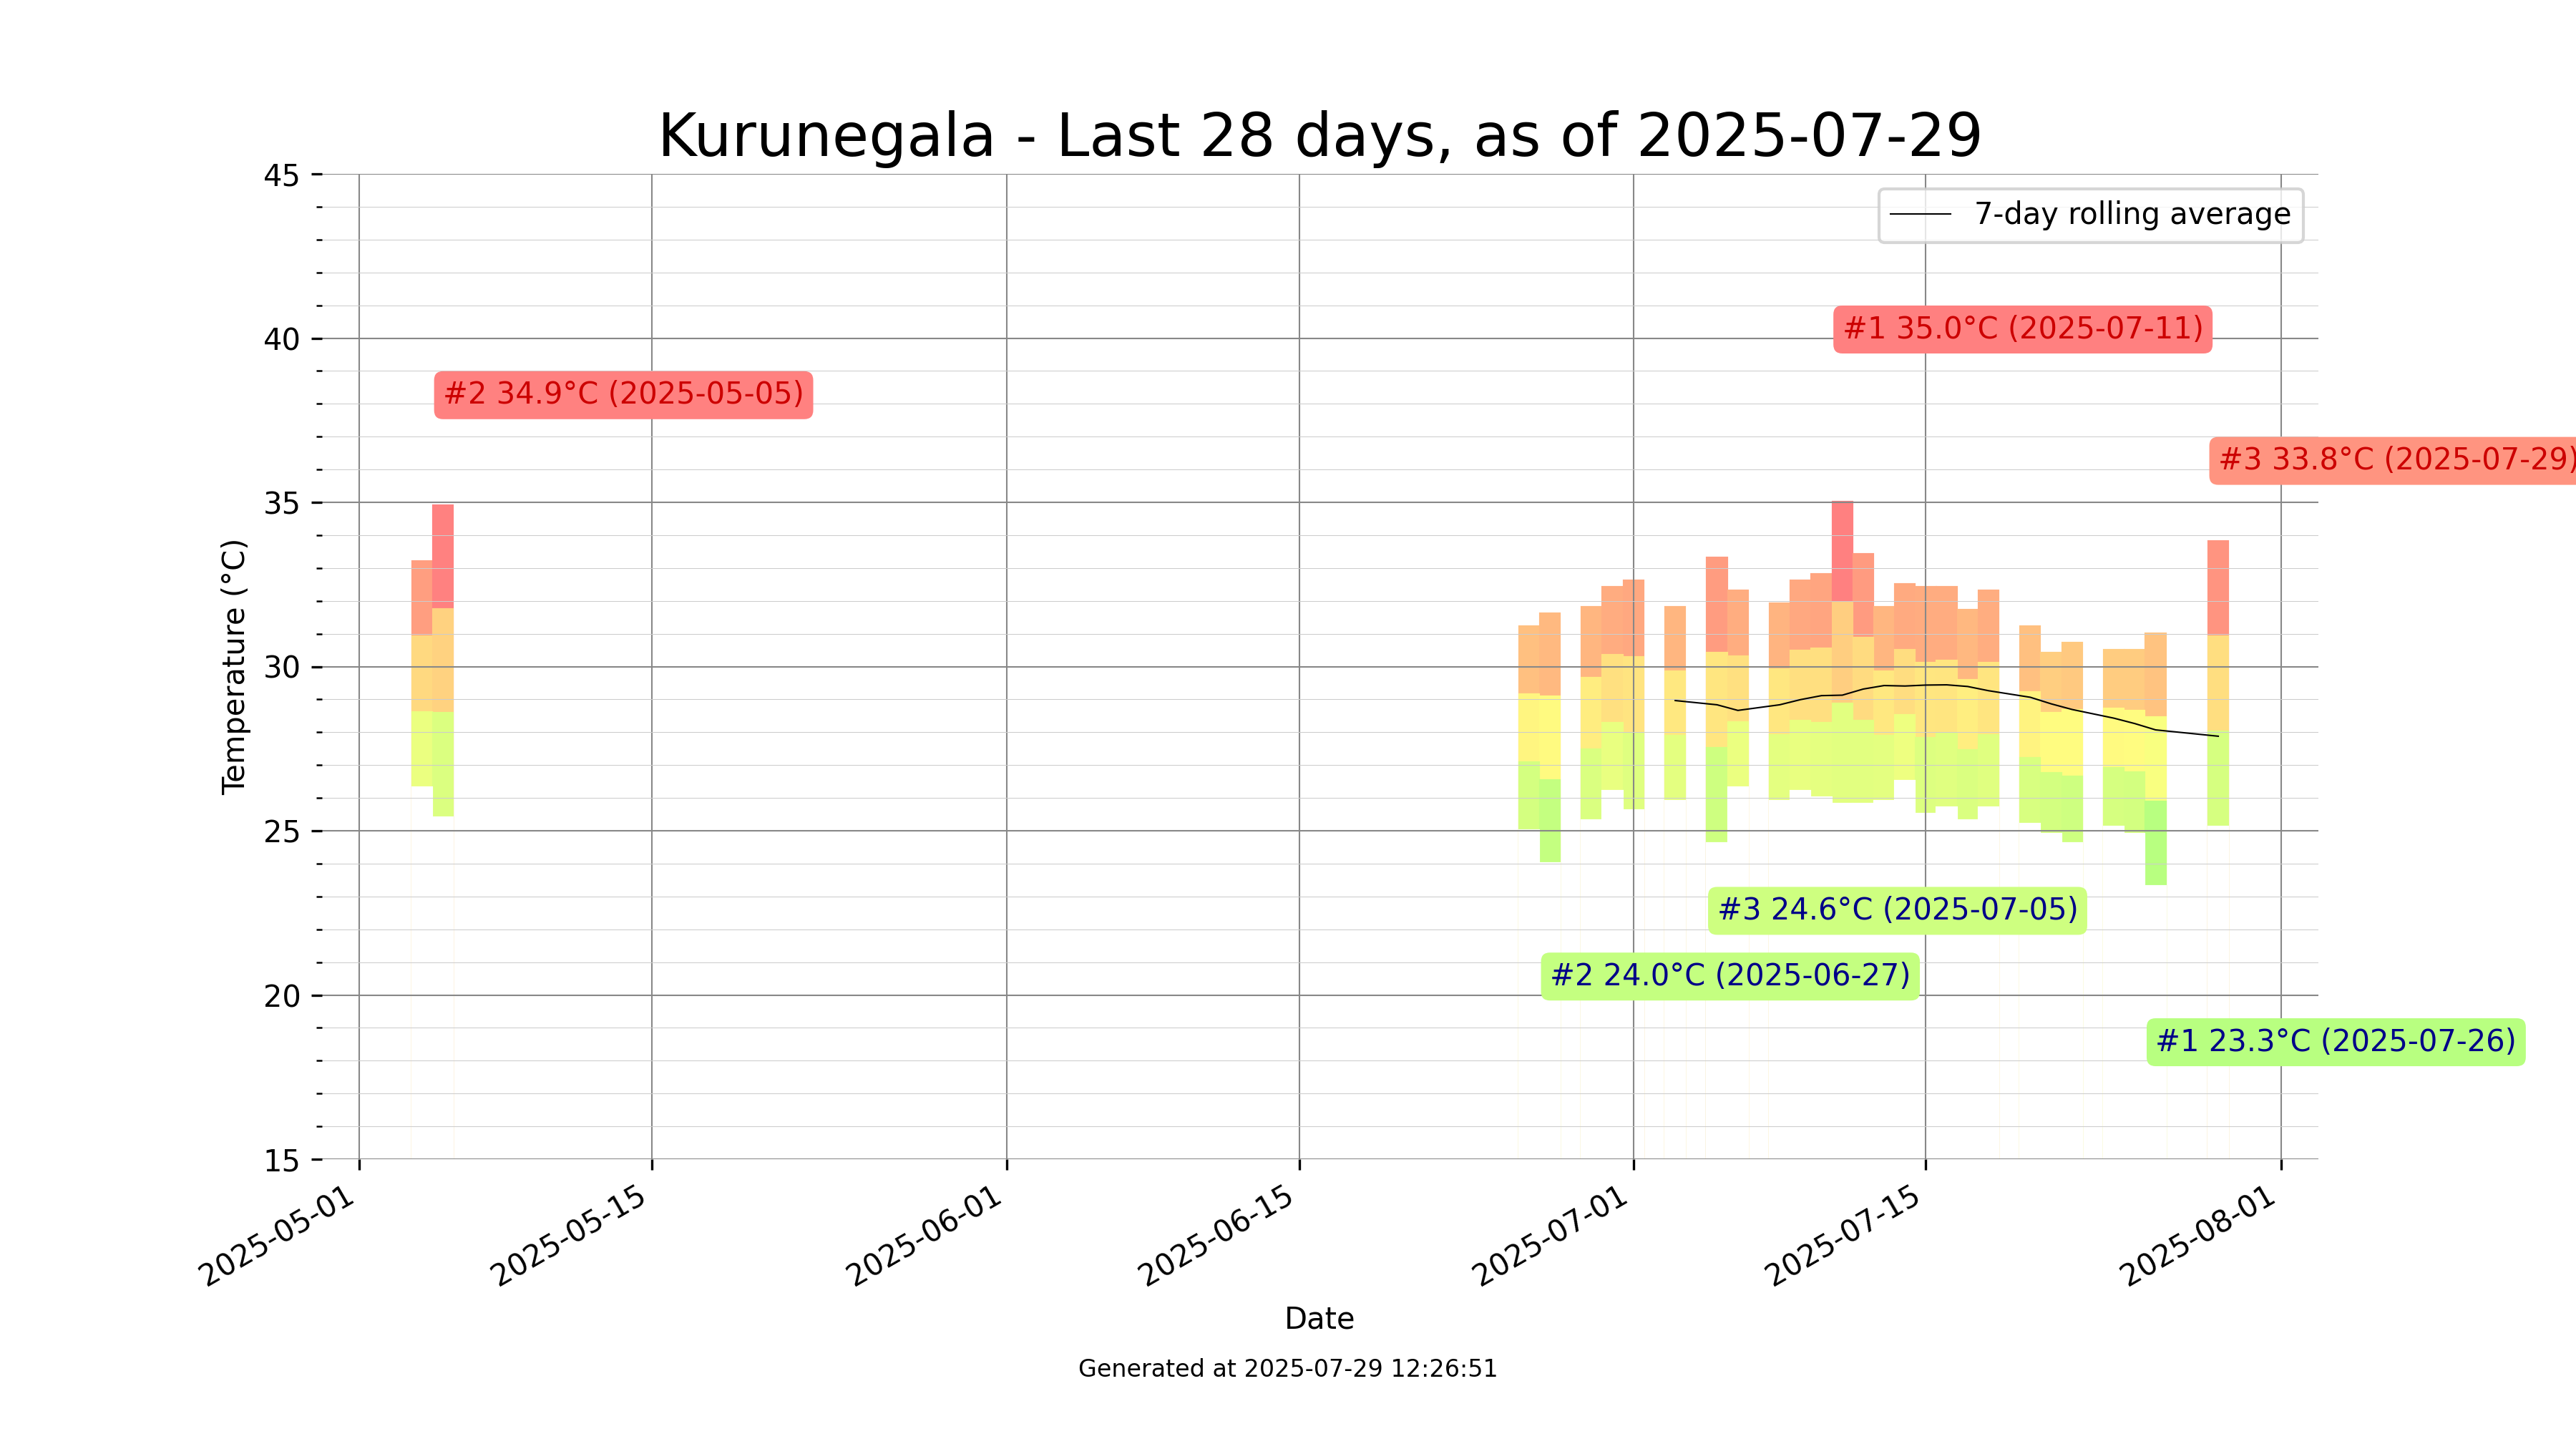 Kurunegala - Last 28 days, as of 2025-07-29
45
7-day rolling average
40
#1 35.0°C (2025-07-11)
#2 34.9°C (2025-05-05)
#3 33.8°C (2025-07-29)
35
30
Temperature (°C)
25
#3 24.6°C (2025-07-05)
#2 24.0°C (2025-06-27)
20
#1 23.3°C (2025-07-26)
15
2025-05-01
2025-05-15
2025-06-01
2025-06-15
2025-07-01
2025-07-15
2025-08-01
Date
Generated at 2025-07-29 12:26:51